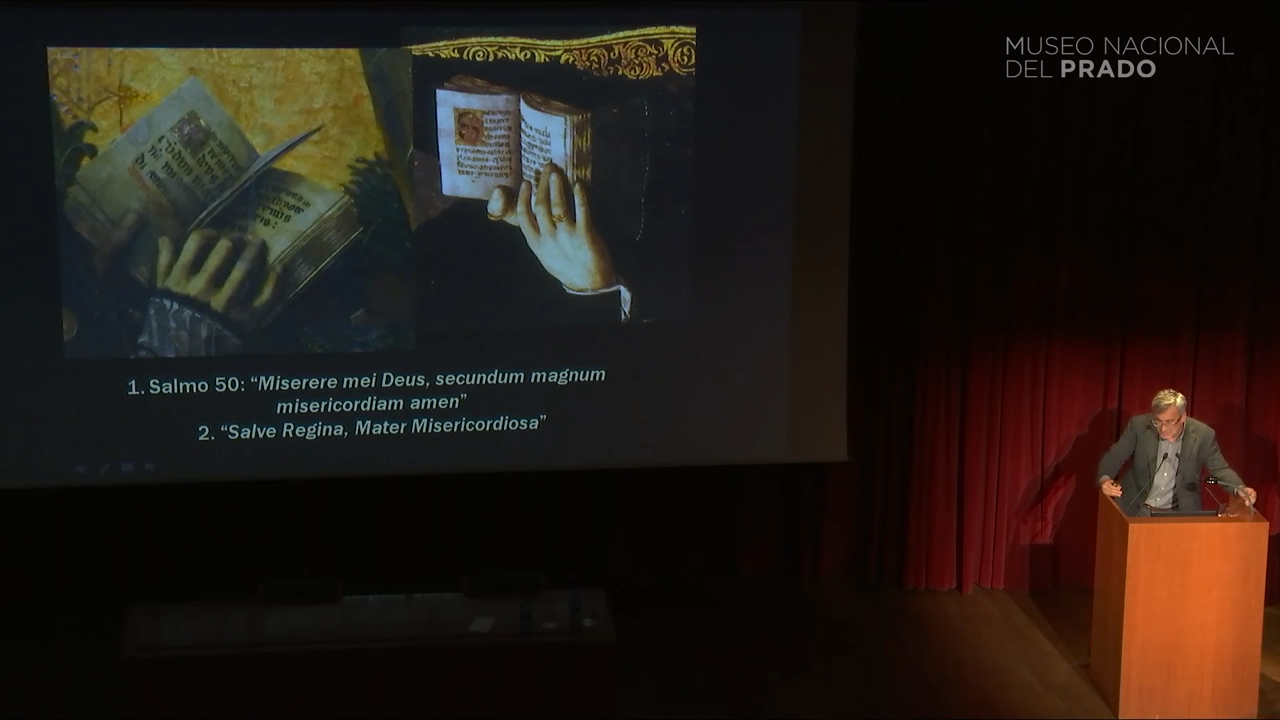 MUSEO NACIONAL
DEL PRADO
1. Salmo 50: “Miserere mei Deus, secundum magnum
misericordiam amen”
2. “Salve Regina, Mater Misericordiosa”